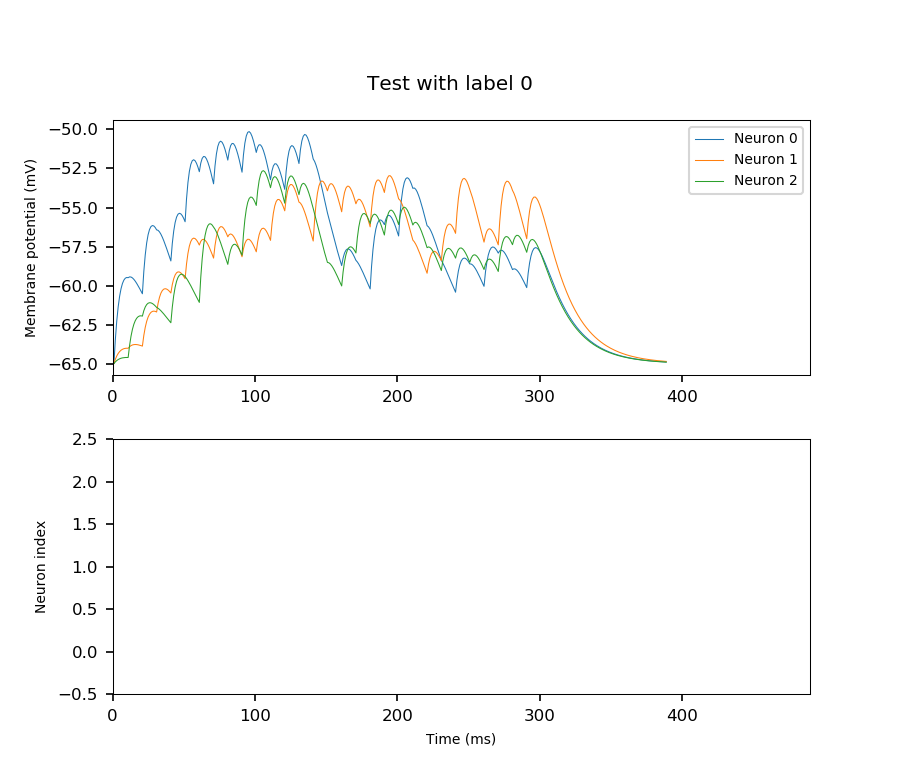 Test with label 0
Membrane potential (mV)
−50.0
−52.5
−55.0
−57.5
−60.0
−62.5
−65.0
Neuron 0
Neuron 1
Neuron 2
0 100 200 300 400
Neuron index
2.5
2.0
1.5
1.0
0.5
0.0
−0.5
0 100 200 300 400
Time (ms)